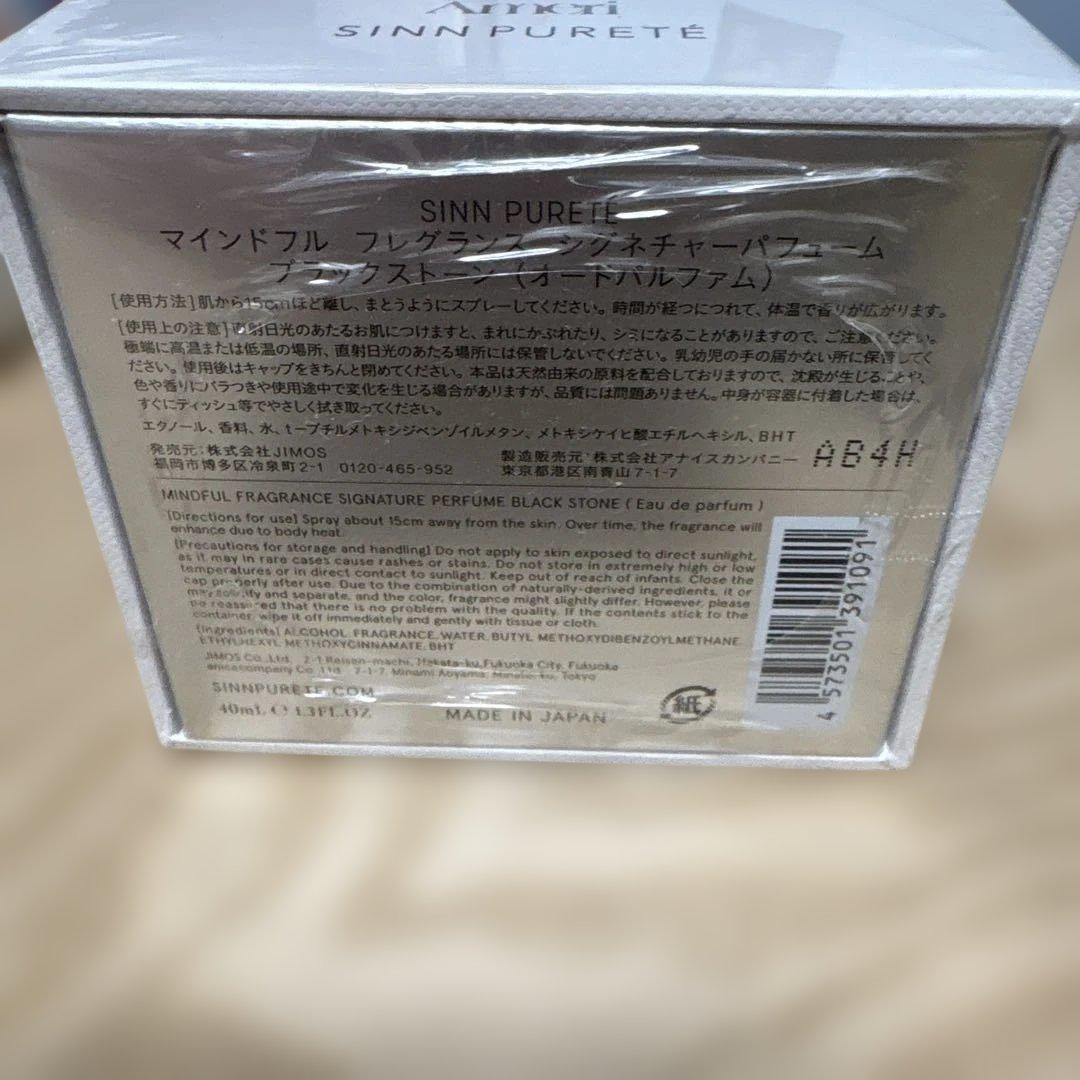 Amori
SINN PURETÉ
SINN PURETÉ
マインドフル フレグランス シグネチャーパフューム
ブラックストーン（オードパルファム）
[使用方法] 肌から15cmほど離し、まとうようにスプレーしてください。時間が経つにつれて、体温で香りが広がります。
[使用上の注意] 直射日光のあたるお肌につけますと、まれにかぶれたり、シミになることがありますので、ご注意ください。
極端に高温または低温の場所、直射日光のあたる場所には保管しないでください。乳幼児の手の届かない所に保管してく
ださい。使用後はキャップをきちんと閉めてください。本品は天然由来の原料を配合しておりますので、沈殿が生じることや、
色や香りにバラつきや使用途中で変化を生じる場合がありますが、品質には問題ありません。中身が容器に付着した場合は、
すぐにティッシュ等でやさしく拭き取ってください。
エタノール、香料、水、t-ブチルメトキシジベンゾイルメタン、メトキシケイヒ酸エチルヘキシル、BHT
発売元：株式会社JIMOS
福岡市博多区冷泉町2-1 0120-465-952
製造販売元：株式会社アナイスカンパニー
東京都港区南青山7-1-7
AB4H
MINDFUL FRAGRANCE SIGNATURE PERFUME BLACK STONE ( Eau de parfum )
[Directions for use] Spray about 15cm away from the skin. Over time, the fragrance will
enhance due to body heat.
[Precautions for storage and handling] Do not apply to skin exposed to direct sunlight,
as it may in rare cases cause rashes or stains. Do not store in extremely high or low
temperatures or in direct contact to sunlight. Keep out of reach of infants. Close the
cap properly after use. Due to the combination of naturally-derived ingredients, it or
may solidify and separate, and the color, fragrance might slightly differ. However, please
be reassured that there is no problem with the quality. If the contents stick to the
container, wipe it off immediately and gently with tissue or cloth.
[Ingredients] ALCOHOL, FRAGRANCE, WATER, BUTYL METHOXYDIBENZOYLMETHANE,
ETHYLHEXYL METHOXYCINNAMATE, BHT
JIMOS Co., Ltd. 2-1 Reisen-machi, Hakata-ku, Fukuoka City, Fukuoka
anicecompany Co., Ltd. 7-1-7, Minami Aoyama, Minato-ku, Tokyo
SINNPURETE.COM
40mL ℮ 1.3FL.OZ
MADE IN JAPAN
紙
4 573501 391091